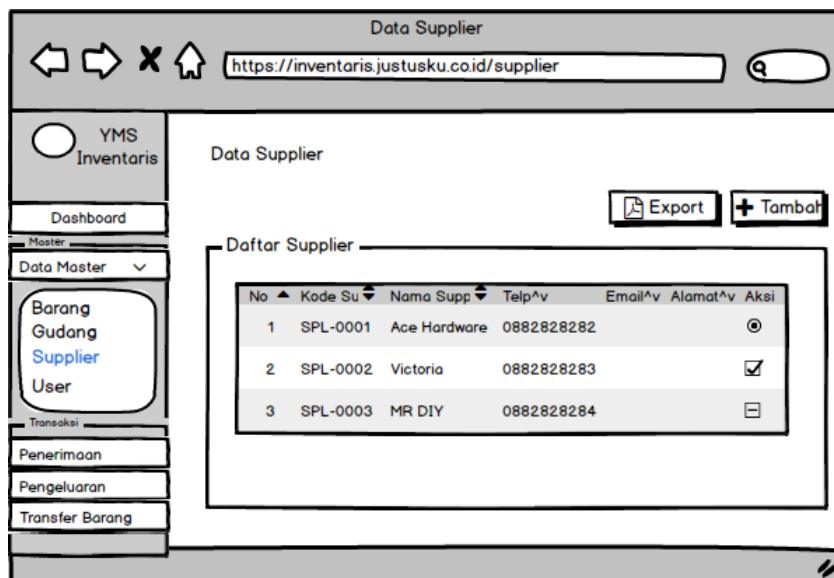 Data Supplier
https://inventaris.justusku.co.id/supplier
YMS
Inventaris
Data Supplier
Export
Tambah
Dashboard
Master
Data Master
Barang
Gudang
Supplier
User
Transaksi
Penerimaan
Pengeluaran
Transfer Barang
Daftar Supplier
No Kode Su Nama Supp Telp^v Email^v Alamat^v Aksi
1 SPL-0001 Ace Hardware 0882828282
2 SPL-0002 Victoria 0882828283
3 SPL-0003 MR DIY 0882828284